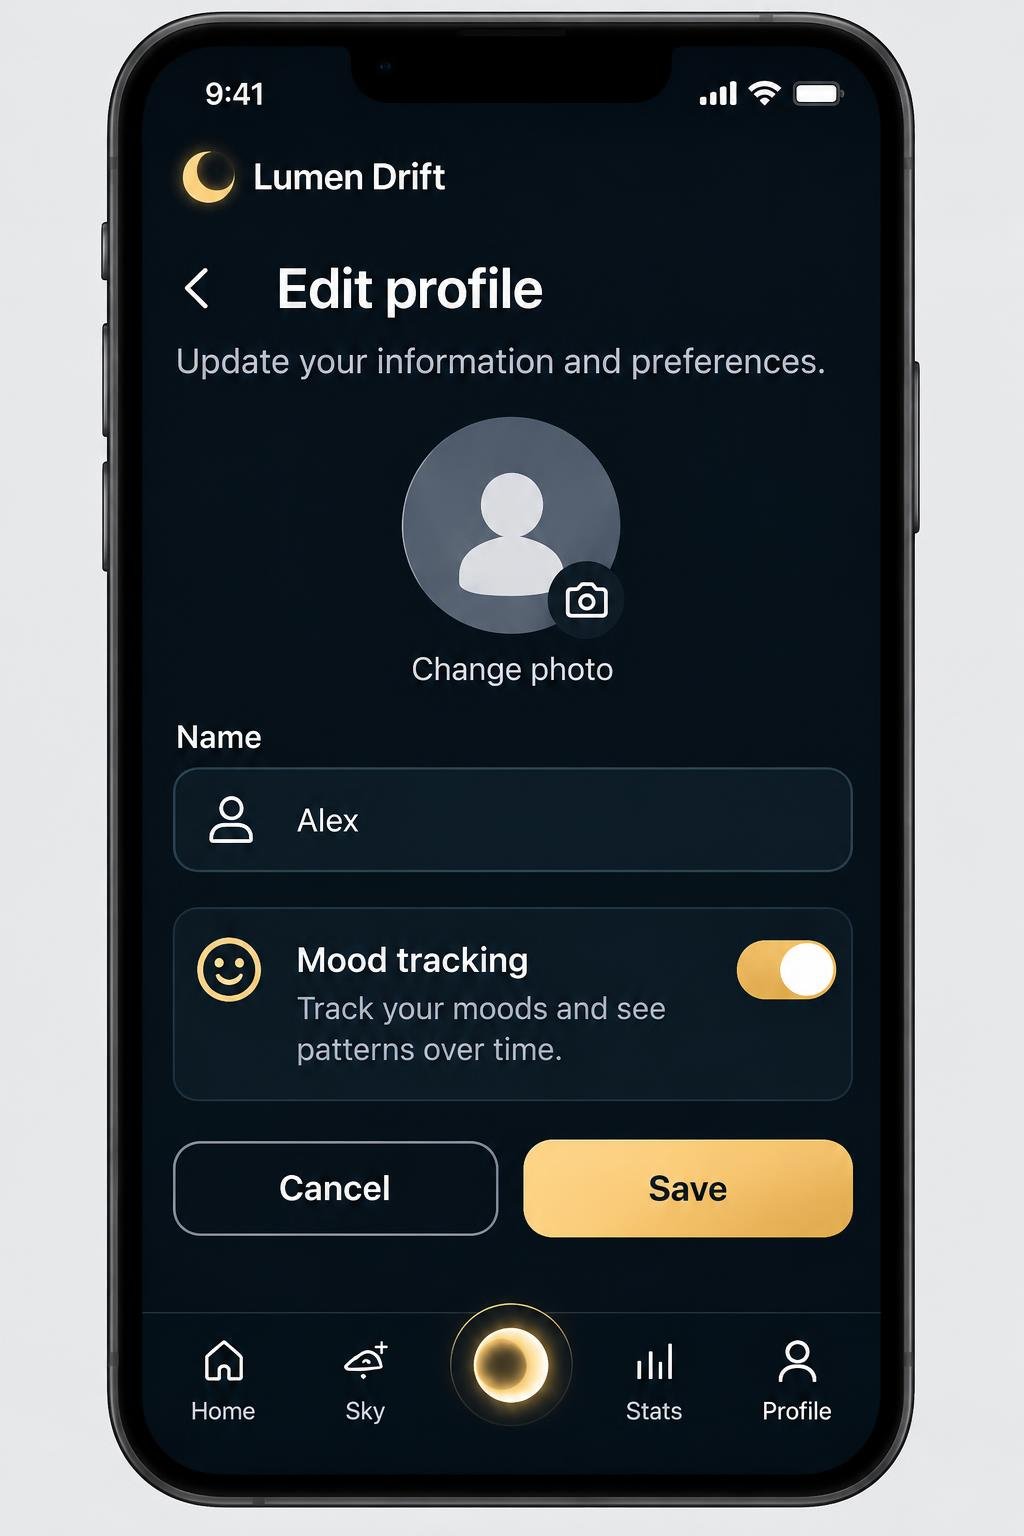 9:41
Lumen Drift
Edit profile
Update your information and preferences.
Change photo
Name
Alex
Mood tracking
Track your moods and see
patterns over time.
Cancel
Save
Home
Sky
Stats
Profile